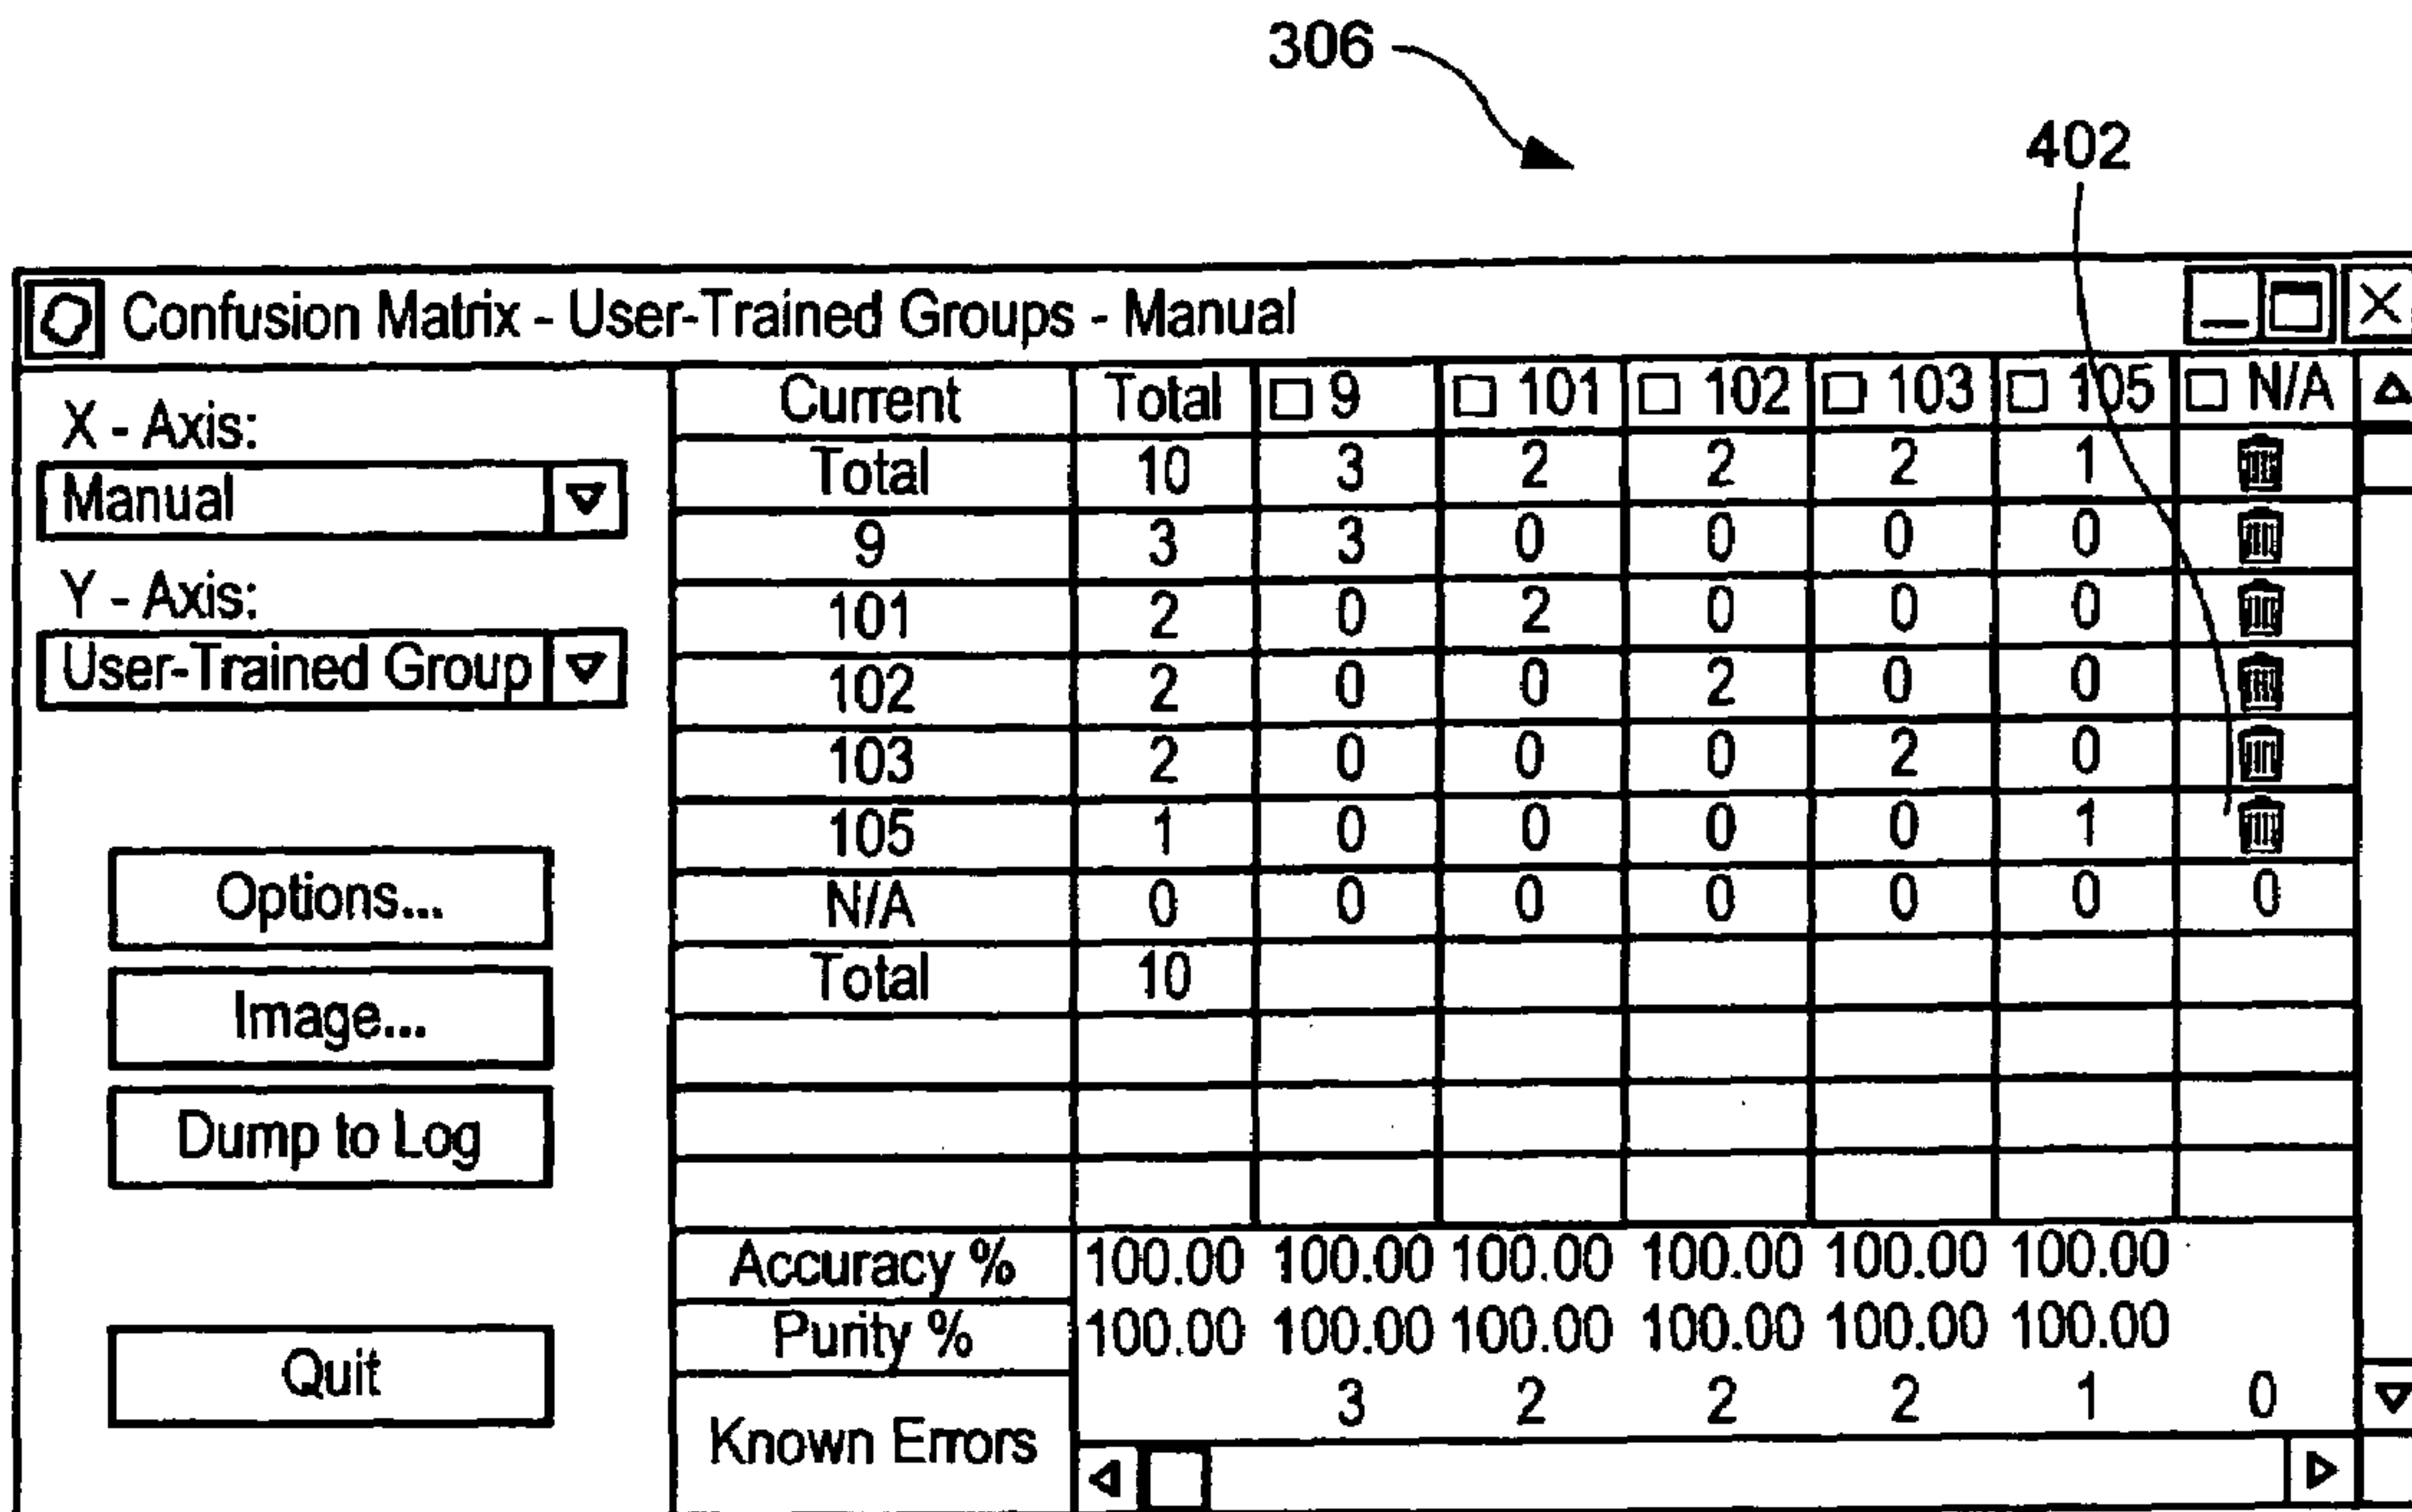 306
402
Confusion Matrix - User-Trained Groups - Manual
X - Axis:
Manual
Y - Axis:
User-Trained Group
Options...
Image...
Dump to Log
Quit
Current Total 9 101 102 103 105 N/A
Total 10 3 2 2 2 1
9 3 3 0 0 0 0
101 2 0 2 0 0 0
102 2 0 0 2 0 0
103 2 0 0 0 2 0
105 1 0 0 0 0 1
N/A 0 0 0 0 0 0 0
Total 10
Accuracy % 100.00 100.00 100.00 100.00 100.00 100.00
Purity % 100.00 100.00 100.00 100.00 100.00 100.00
Known Errors 3 2 2 2 1 0